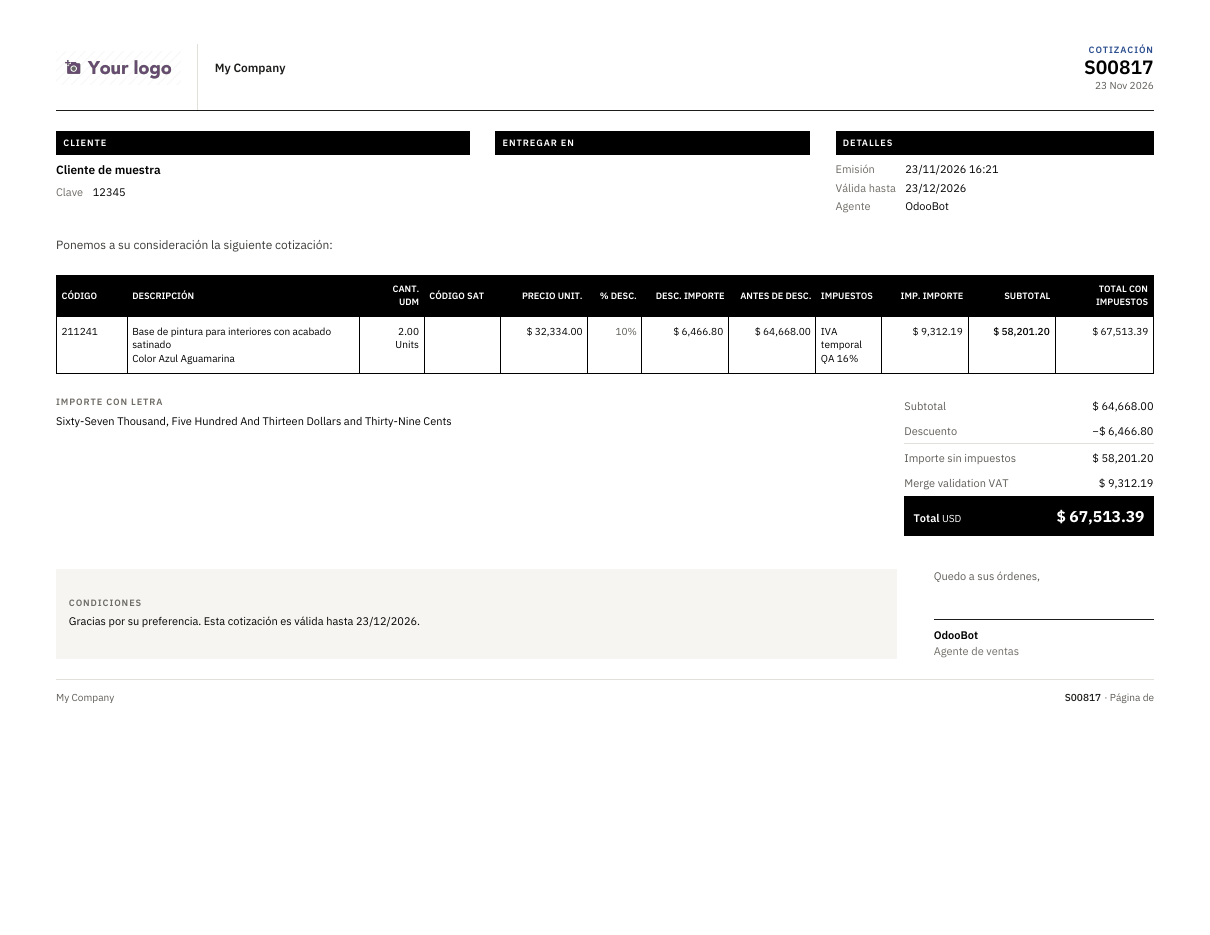 Your logo
My Company
COTIZACIÓN
S00817
23 Nov 2026
CLIENTE
Cliente de muestra
Clave 12345
ENTREGAR EN
DETALLES
Emisión 23/11/2026 16:21
Válida hasta 23/12/2026
Agente OdooBot
Ponemos a su consideración la siguiente cotización:
CÓDIGO DESCRIPCIÓN CANT. UDM CÓDIGO SAT PRECIO UNIT. % DESC. DESC. IMPORTE ANTES DE DESC. IMPUESTOS IMP. IMPORTE SUBTOTAL TOTAL CON IMPUESTOS
211241 Base de pintura para interiores con acabado 2.00 $ 32,334.00 10% $ 6,466.80 $ 64,668.00 IVA $ 9,312.19 $ 58,201.20 $ 67,513.39
satinado Units temporal
Color Azul Aguamarina QA 16%
IMPORTE CON LETRA
Sixty-Seven Thousand, Five Hundred And Thirteen Dollars and Thirty-Nine Cents
Subtotal $ 64,668.00
Descuento −$ 6,466.80
Importe sin impuestos $ 58,201.20
Merge validation VAT $ 9,312.19
Total USD $ 67,513.39
CONDICIONES
Gracias por su preferencia. Esta cotización es válida hasta 23/12/2026.
Quedo a sus órdenes,
OdooBot
Agente de ventas
My Company
S00817 · Página de